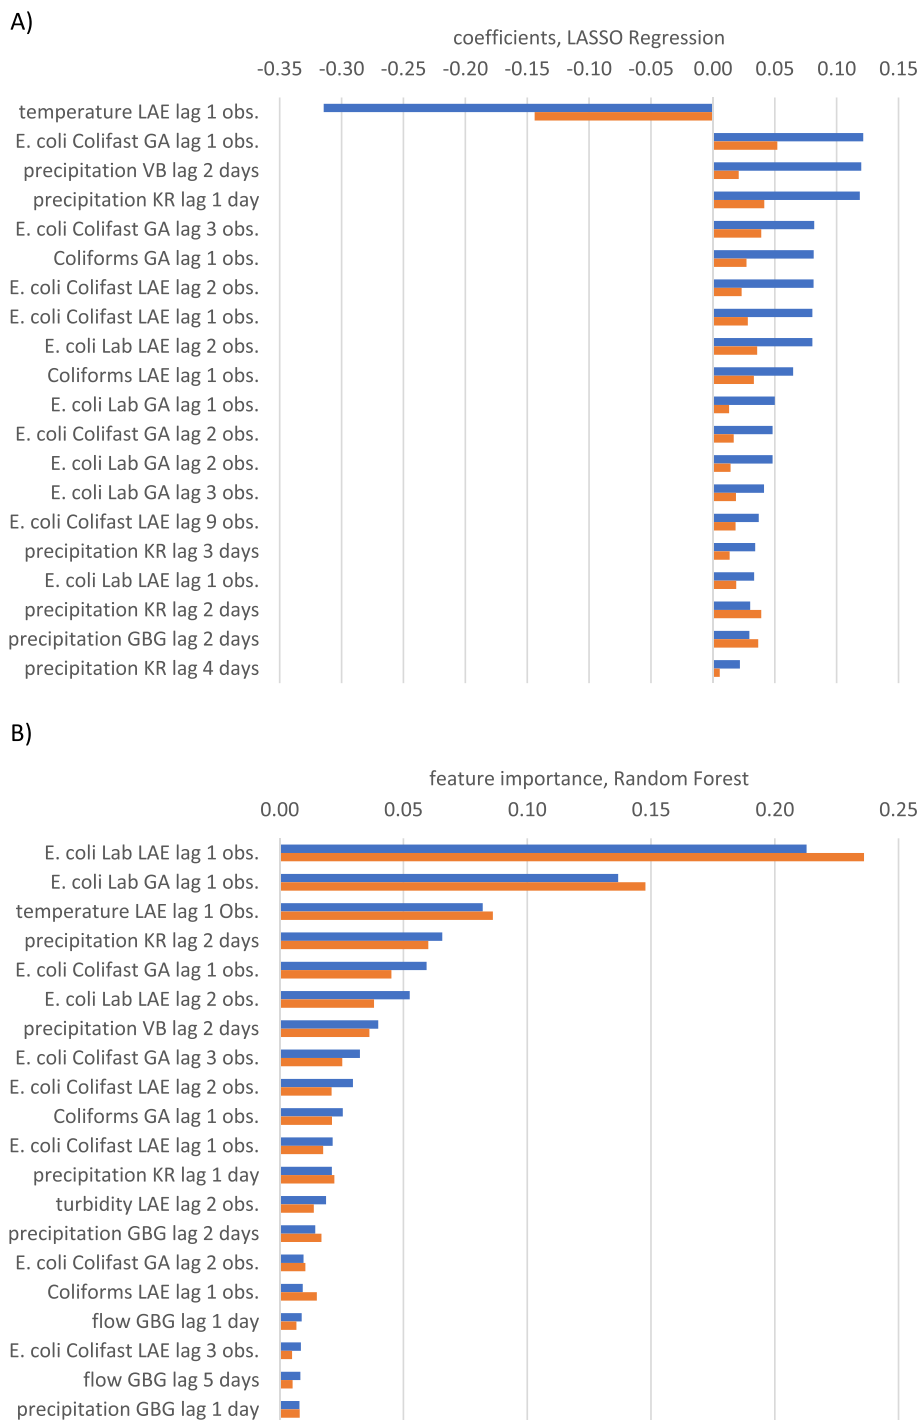 A)
coefficients, LASSO Regression
-0.35 -0.30 -0.25 -0.20 -0.15 -0.10 -0.05 0.00 0.05 0.10 0.15
temperature LAE lag 1 obs.
E. coli Colifast GA lag 1 obs.
precipitation VB lag 2 days
precipitation KR lag 1 day
E. coli Colifast GA lag 3 obs.
Coliforms GA lag 1 obs.
E. coli Colifast LAE lag 2 obs.
E. coli Colifast LAE lag 1 obs.
E. coli Lab LAE lag 2 obs.
Coliforms LAE lag 1 obs.
E. coli Lab GA lag 1 obs.
E. coli Colifast GA lag 2 obs.
E. coli Lab GA lag 2 obs.
E. coli Lab GA lag 3 obs.
E. coli Colifast LAE lag 9 obs.
precipitation KR lag 3 days
E. coli Lab LAE lag 1 obs.
precipitation KR lag 2 days
precipitation GBG lag 2 days
precipitation KR lag 4 days
B)
feature importance, Random Forest
0.00 0.05 0.10 0.15 0.20 0.25
E. coli Lab LAE lag 1 obs.
E. coli Lab GA lag 1 obs.
temperature LAE lag 1 Obs.
precipitation KR lag 2 days
E. coli Colifast GA lag 1 obs.
E. coli Lab LAE lag 2 obs.
precipitation VB lag 2 days
E. coli Colifast GA lag 3 obs.
E. coli Colifast LAE lag 2 obs.
Coliforms GA lag 1 obs.
E. coli Colifast LAE lag 1 obs.
precipitation KR lag 1 day
turbidity LAE lag 2 obs.
precipitation GBG lag 2 days
E. coli Colifast GA lag 2 obs.
Coliforms LAE lag 1 obs.
flow GBG lag 1 day
E. coli Colifast LAE lag 3 obs.
flow GBG lag 5 days
precipitation GBG lag 1 day